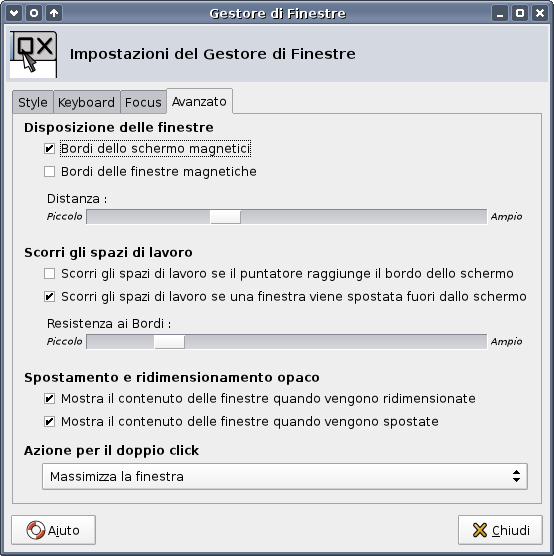 Gestore di Finestre
Impostazioni del Gestore di Finestre
Style Keyboard Focus Avanzato
Disposizione delle finestre
Bordi dello schermo magnetici
Bordi delle finestre magnetiche
Distanza :
Piccolo Ampio
Scorri gli spazi di lavoro
Scorri gli spazi di lavoro se il puntatore raggiunge il bordo dello schermo
Scorri gli spazi di lavoro se una finestra viene spostata fuori dallo schermo
Resistenza ai Bordi :
Piccolo Ampio
Spostamento e ridimensionamento opaco
Mostra il contenuto delle finestre quando vengono ridimensionate
Mostra il contenuto delle finestre quando vengono spostate
Azione per il doppio click
Massimizza la finestra
Aiuto Chiudi